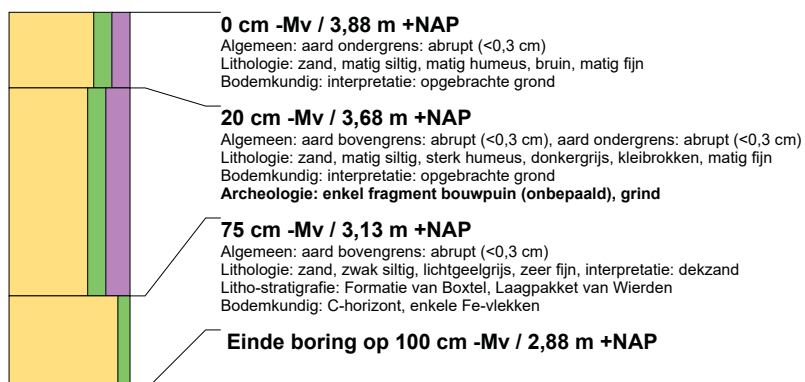 0 cm -Mv / 3,88 m +NAP
Algemeen: aard ondergrens: abrupt (<0,3 cm)
Lithologie: zand, matig siltig, matig humeus, bruin, matig fijn
Bodemkundig: interpretatie: opgebrachte grond
20 cm -Mv / 3,68 m +NAP
Algemeen: aard bovengrens: abrupt (<0,3 cm), aard ondergrens: abrupt (<0,3 cm)
Lithologie: zand, matig siltig, sterk humeus, donkergrijs, kleibrokken, matig fijn
Bodemkundig: interpretatie: opgebrachte grond
Archeologie: enkel fragment bouwpuin (onbepaald), grind
75 cm -Mv / 3,13 m +NAP
Algemeen: aard bovengrens: abrupt (<0,3 cm)
Lithologie: zand, zwak siltig, lichtgeelgrijs, zeer fijn, interpretatie: dekzand
Litho-stratigrafie: Formatie van Boxtel, Laagpakket van Wierden
Bodemkundig: C-horizont, enkele Fe-vlekken
Einde boring op 100 cm -Mv / 2,88 m +NAP